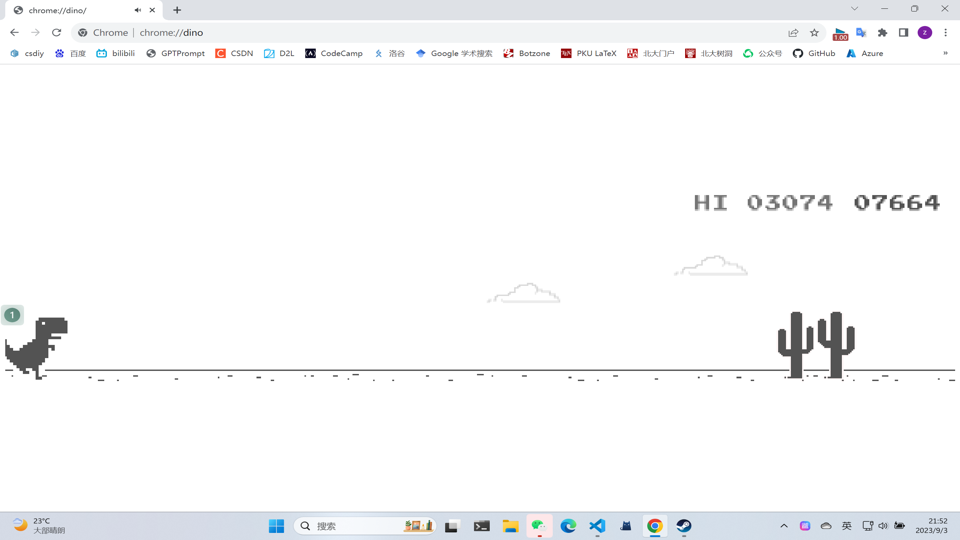 chrome://dino/
Chrome | chrome://dino
1.00
z
csdiy 百度 bilibili GPTPrompt CSDN D2L CodeCamp 洛谷 Google 学术搜索 Botzone PKU LaTeX 北大门户 北大树洞 公众号 GitHub Azure »
HI 03074 07664
1
23°C
大部晴朗
搜索
英
21:52
2023/9/3